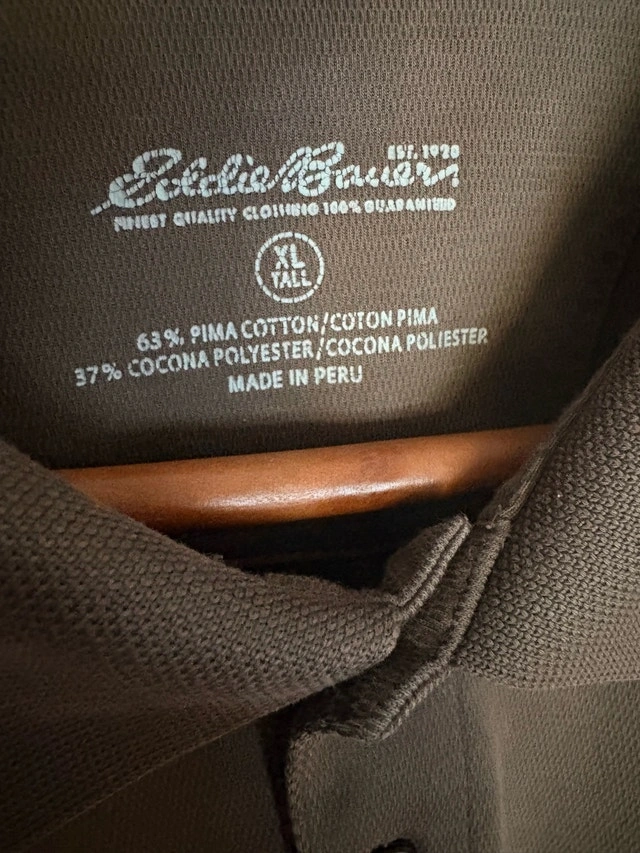 Eddie Bauer EST. 1920
FINEST QUALITY CLOTHING 100% GUARANTEED
XL
TALL
63% PIMA COTTON/COTON PIMA
37% COCONA POLYESTER/COCONA POLIESTER
MADE IN PERU